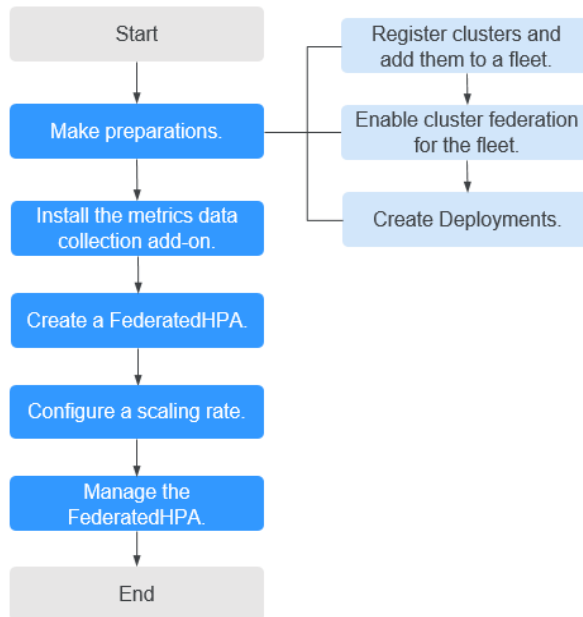 Start
Make preparations.
Install the metrics data
collection add-on.
Create a FederatedHPA.
Configure a scaling rate.
Manage the
FederatedHPA.
End
Register clusters and
add them to a fleet.
Enable cluster federation
for the fleet.
Create Deployments.